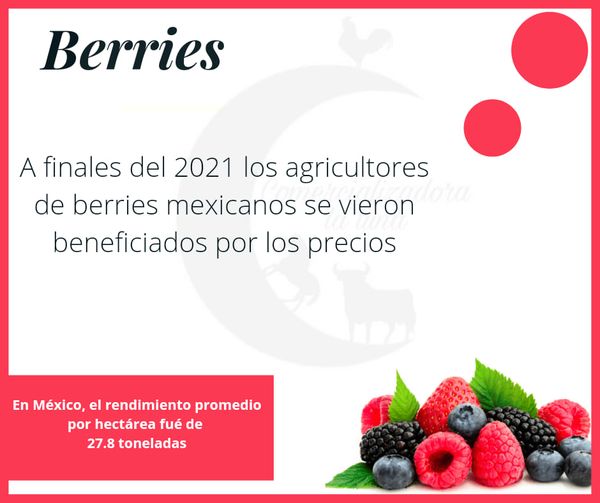 Berries
A finales del 2021 los agricultores
de berries mexicanos se vieron
beneficiados por los precios
Comercializadora
En México, el rendimiento promedio
por hectárea fué de
27.8 toneladas